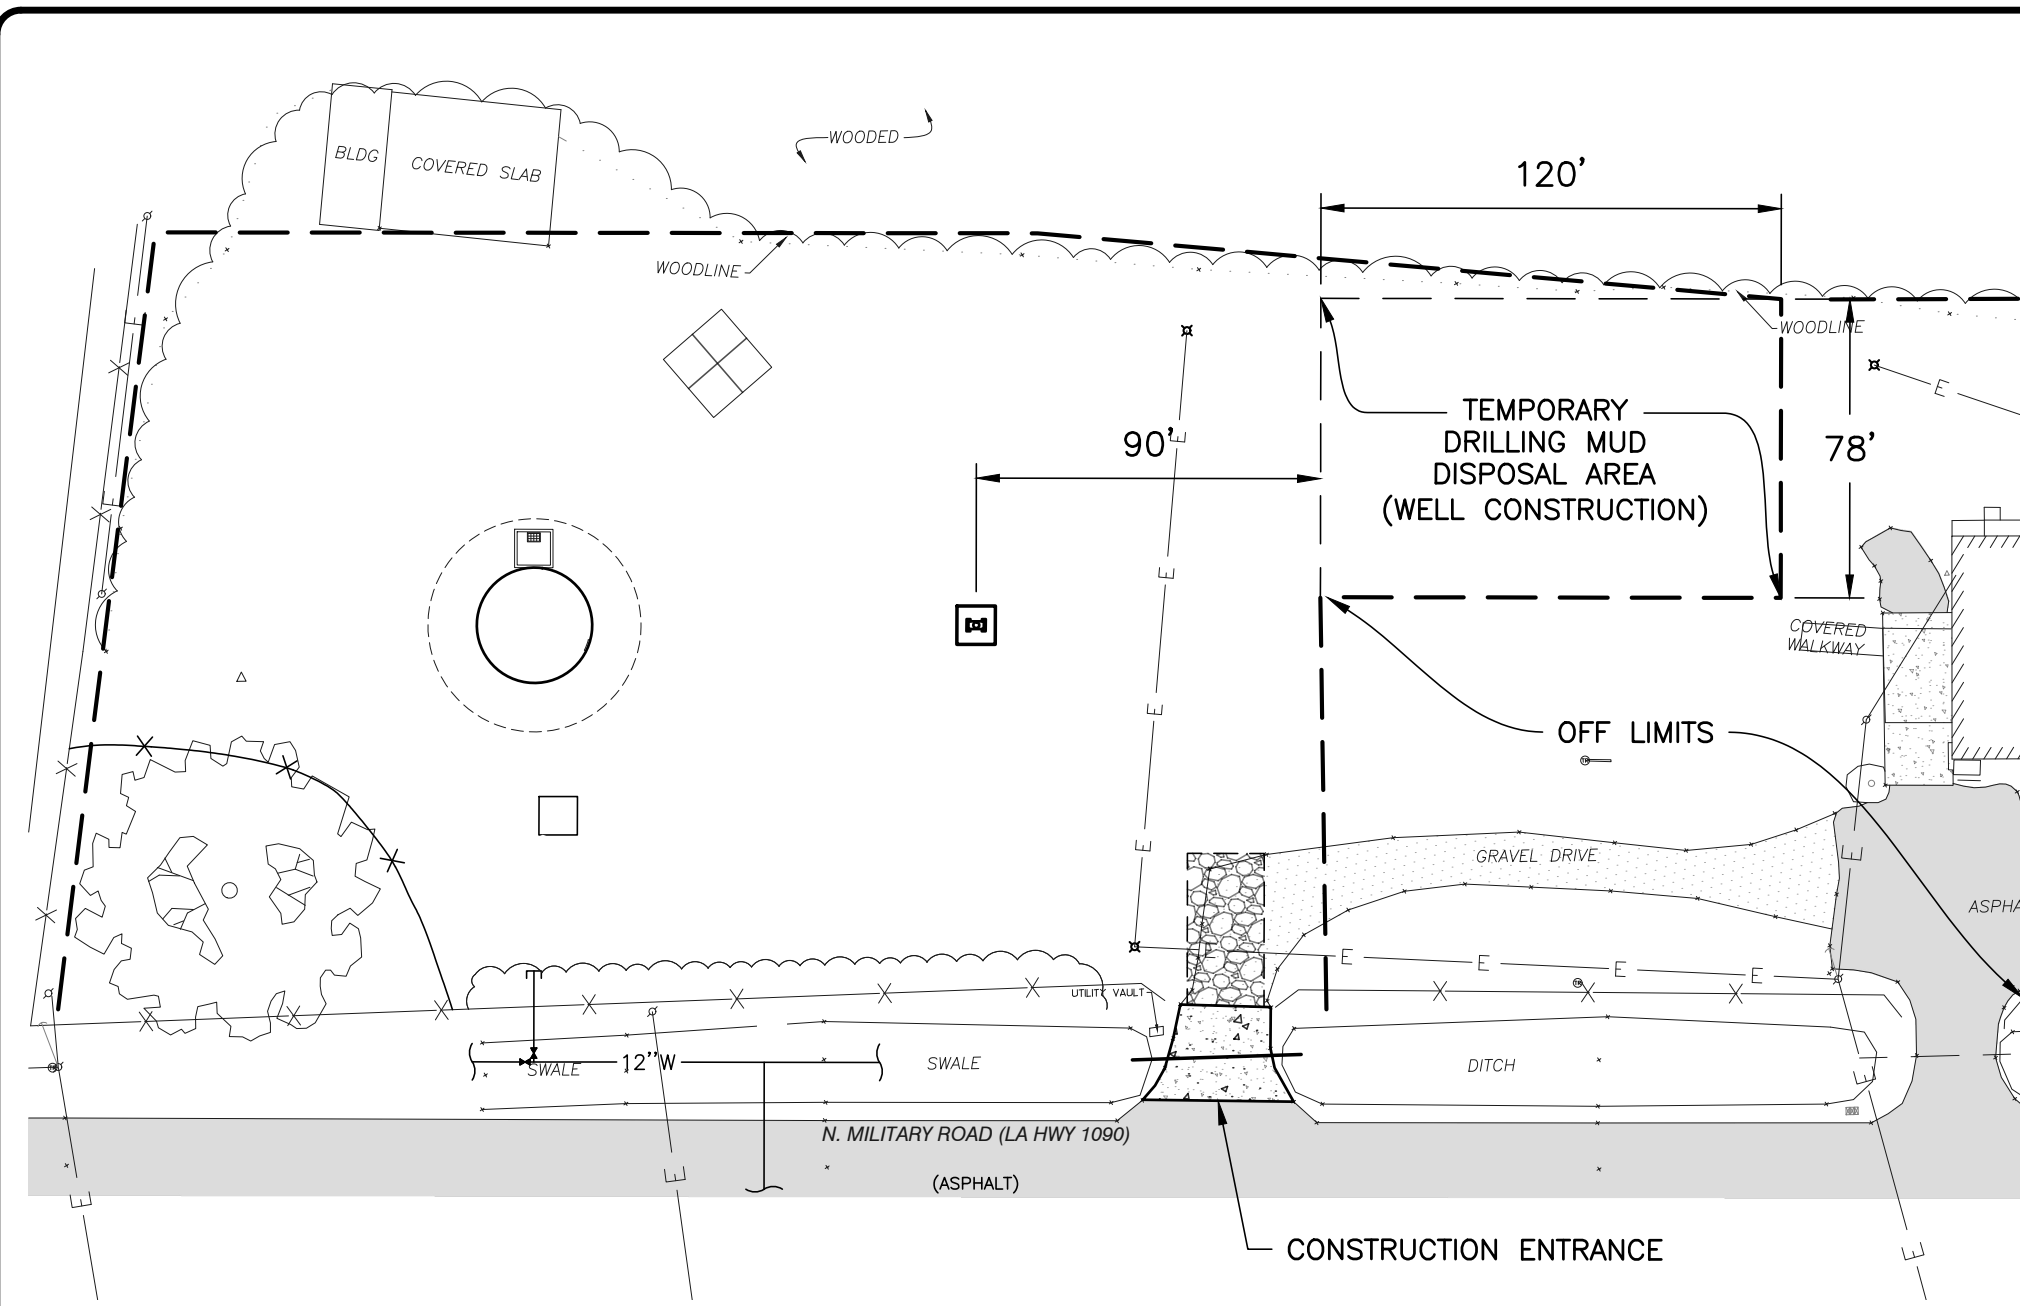 WOODED
120'
BLDG
COVERED SLAB
WOODLINE
WOODLINE
E
E
E
TEMPORARY
DRILLING MUD
DISPOSAL AREA
(WELL CONSTRUCTION)
90'
E
78'
E
E
COVERED
WALKWAY
E
OFF LIMITS
E
E
GRAVEL DRIVE
ASPHA
E
E
E
E
E
UTILITY VAULT
SWALE
12"W
SWALE
DITCH
E
N. MILITARY ROAD (LA HWY 1090)
(ASPHALT)
E
E
CONSTRUCTION ENTRANCE
E